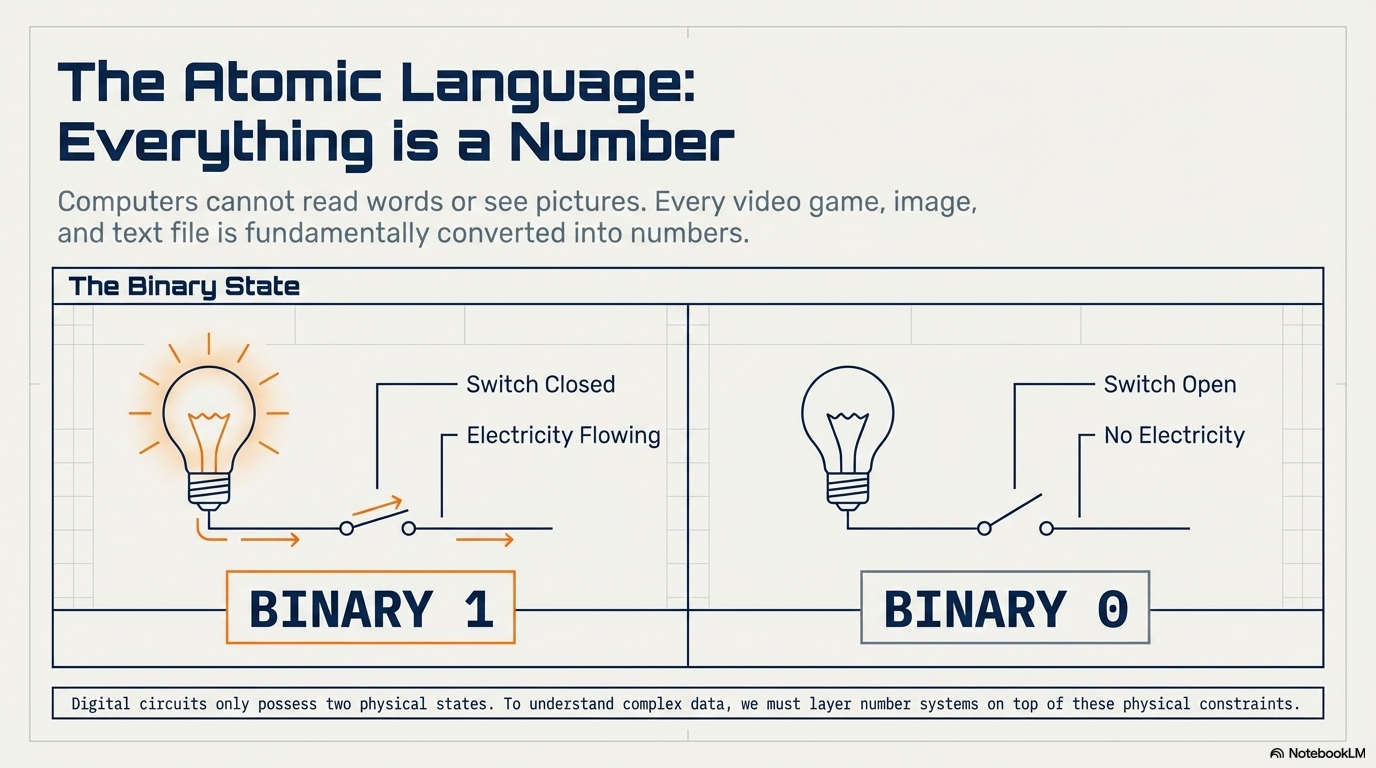 The Atomic Language:
Everything is a Number
Computers cannot read words or see pictures. Every video game, image,
and text file is fundamentally converted into numbers.
The Binary State
Switch Closed
Electricity Flowing
BINARY 1
Switch Open
No Electricity
BINARY 0
Digital circuits only possess two physical states. To understand complex data, we must layer number systems on top of these physical constraints.
NotebookLM